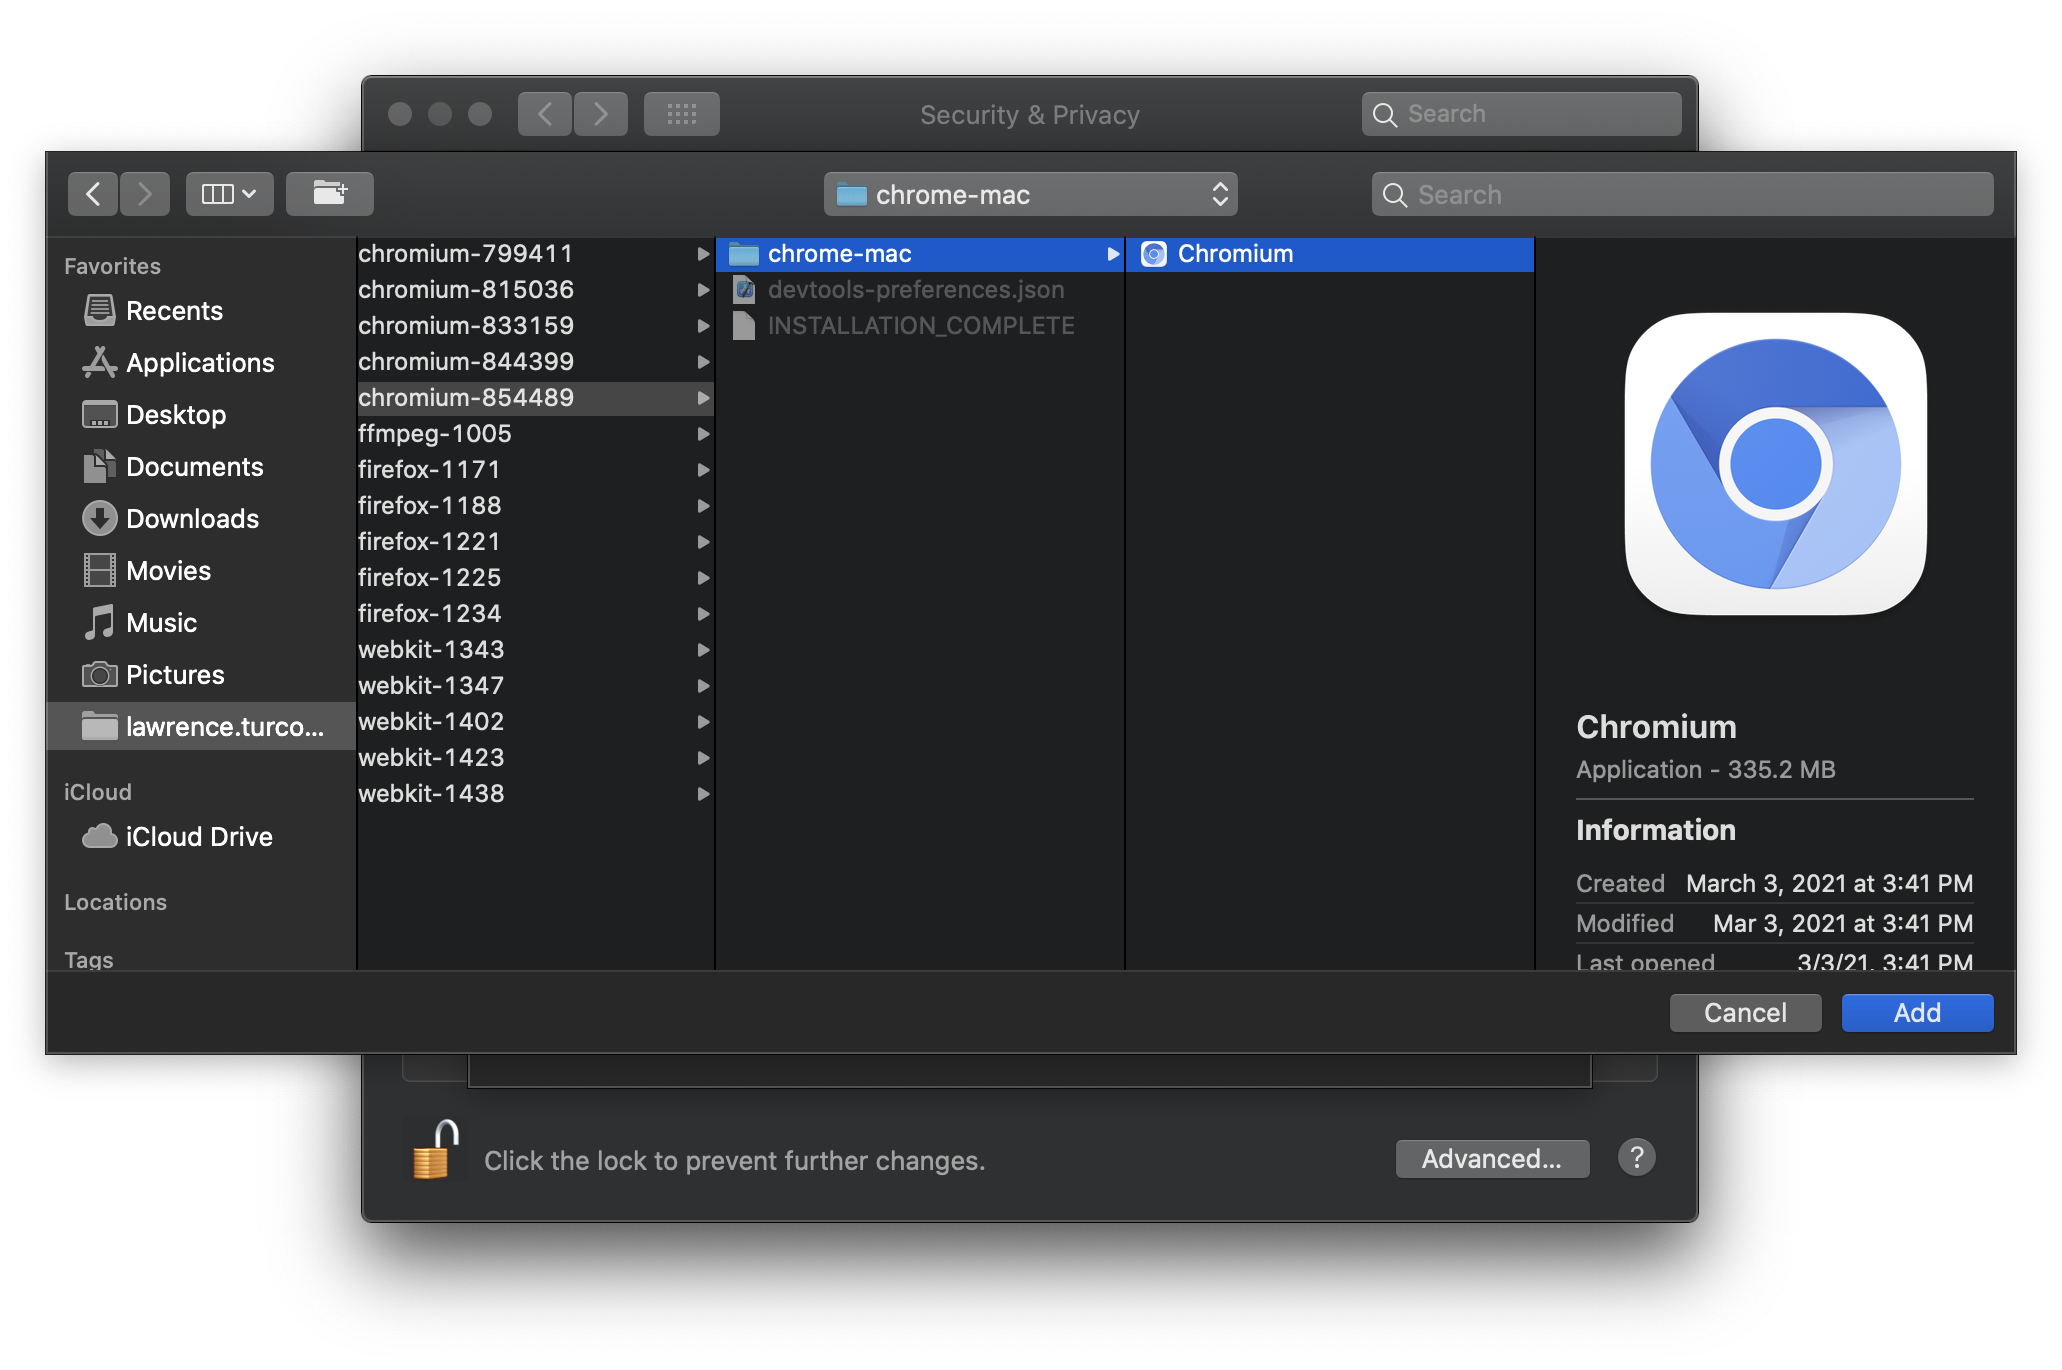 Security & Privacy
Search
chrome-mac
Search
Favorites
Recents
Applications
Desktop
Documents
Downloads
Movies
Music
Pictures
lawrence.turco...
iCloud
iCloud Drive
Locations
Tags
chromium-799411
chromium-815036
chromium-833159
chromium-844399
chromium-854489
ffmpeg-1005
firefox-1171
firefox-1188
firefox-1221
firefox-1225
firefox-1234
webkit-1343
webkit-1347
webkit-1402
webkit-1423
webkit-1438
chrome-mac
devtools-preferences.json
INSTALLATION_COMPLETE
Chromium
Chromium
Application - 335.2 MB
Information
Created March 3, 2021 at 3:41 PM
Modified Mar 3, 2021 at 3:41 PM
Last opened 3/3/21, 3:41 PM
Cancel
Add
Click the lock to prevent further changes.
Advanced...
?